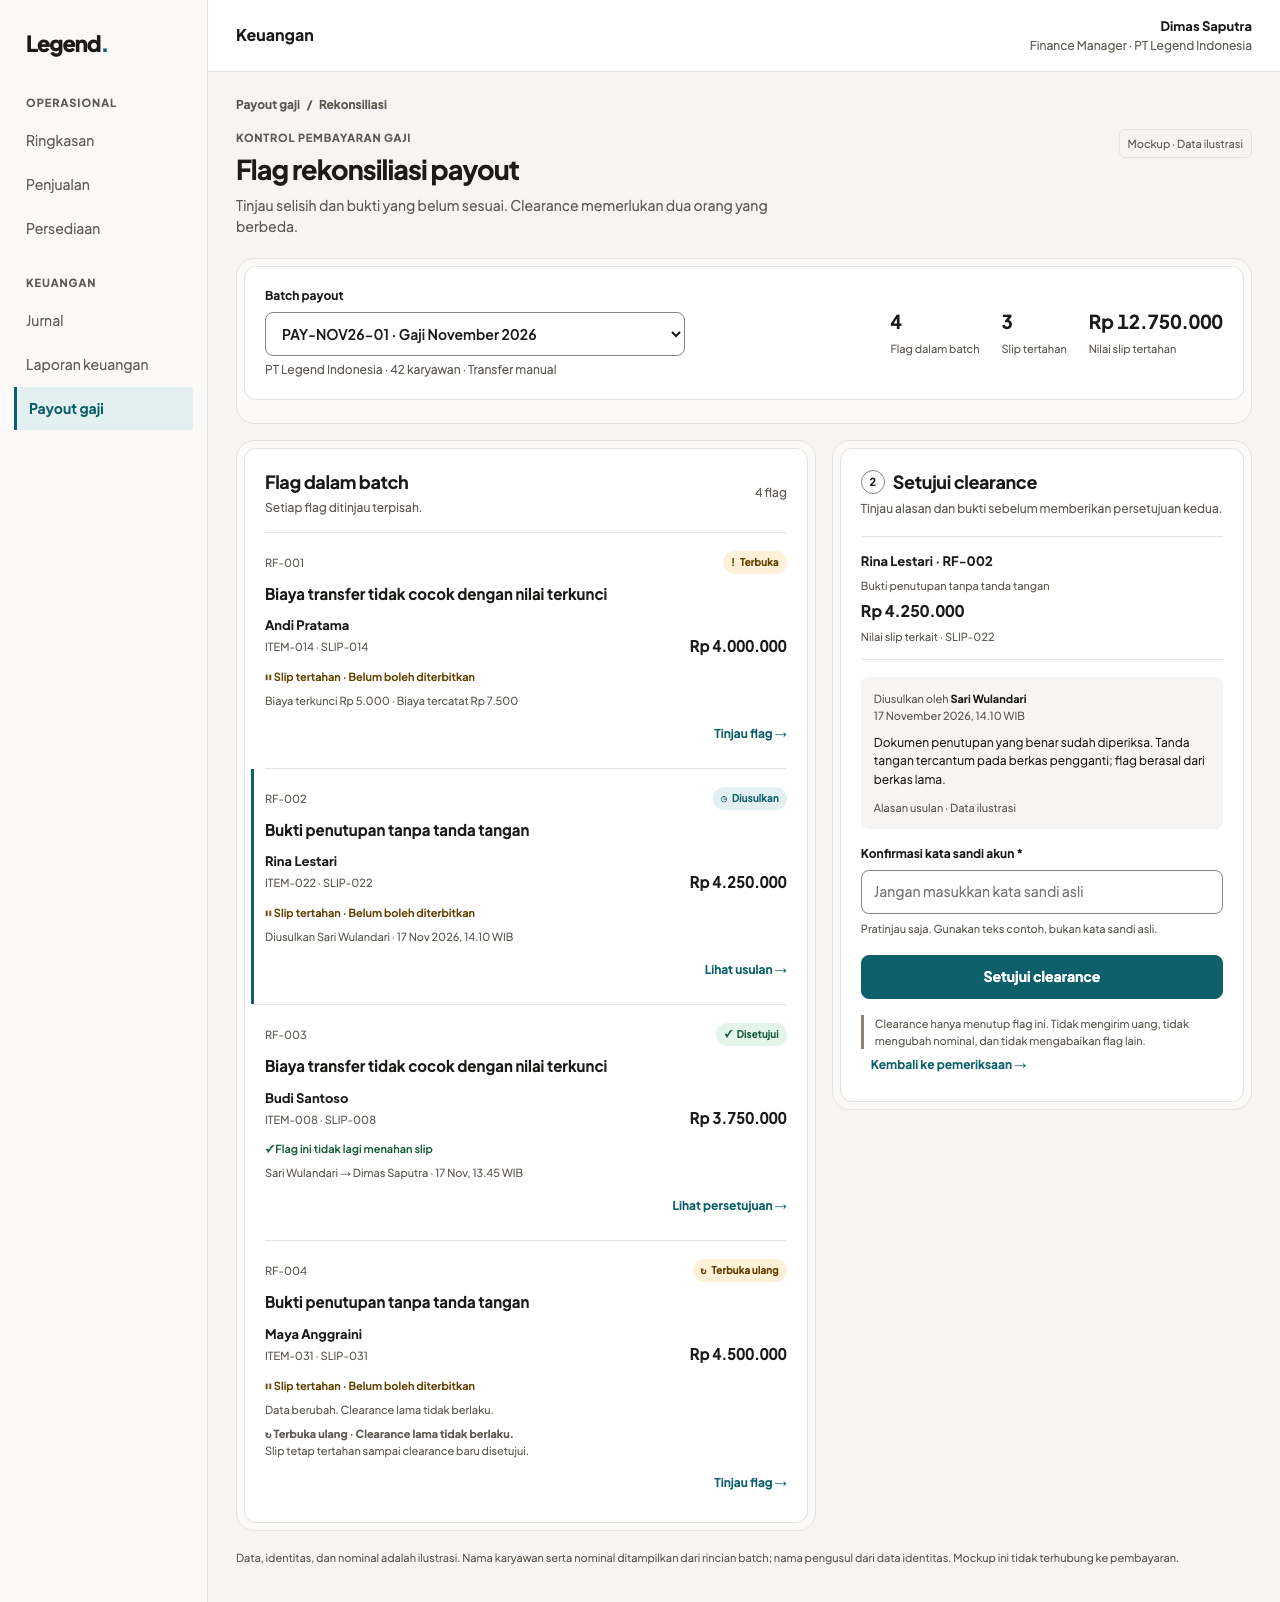 Legend.
OPERASIONAL
Ringkasan
Penjualan
Persediaan
KEUANGAN
Jurnal
Laporan keuangan
Payout gaji
Keuangan
Dimas Saputra
Finance Manager · PT Legend Indonesia
Payout gaji / Rekonsiliasi
KONTROL PEMBAYARAN GAJI
Flag rekonsiliasi payout
Tinjau selisih dan bukti yang belum sesuai. Clearance memerlukan dua orang yang
berbeda.
Mockup · Data ilustrasi
Batch payout
PAY-NOV26-01 · Gaji November 2026
PT Legend Indonesia · 42 karyawan · Transfer manual
4
Flag dalam batch
3
Slip tertahan
Rp 12.750.000
Nilai slip tertahan
Flag dalam batch
Setiap flag ditinjau terpisah.
4 flag
RF-001
! Terbuka
Biaya transfer tidak cocok dengan nilai terkunci
Andi Pratama
ITEM-014 · SLIP-014
Rp 4.000.000
Slip tertahan · Belum boleh diterbitkan
Biaya terkunci Rp 5.000 · Biaya tercatat Rp 7.500
Tinjau flag →
RF-002
◷ Diusulkan
Bukti penutupan tanpa tanda tangan
Rina Lestari
ITEM-022 · SLIP-022
Rp 4.250.000
Slip tertahan · Belum boleh diterbitkan
Diusulkan Sari Wulandari · 17 Nov 2026, 14.10 WIB
Lihat usulan →
RF-003
✓ Disetujui
Biaya transfer tidak cocok dengan nilai terkunci
Budi Santoso
ITEM-008 · SLIP-008
Rp 3.750.000
✓Flag ini tidak lagi menahan slip
Sari Wulandari → Dimas Saputra · 17 Nov, 13.45 WIB
Lihat persetujuan →
RF-004
↻ Terbuka ulang
Bukti penutupan tanpa tanda tangan
Maya Anggraini
ITEM-031 · SLIP-031
Rp 4.500.000
Slip tertahan · Belum boleh diterbitkan
Data berubah. Clearance lama tidak berlaku.
↻ Terbuka ulang · Clearance lama tidak berlaku.
Slip tetap tertahan sampai clearance baru disetujui.
Tinjau flag →
2 Setujui clearance
Tinjau alasan dan bukti sebelum memberikan persetujuan kedua.
Rina Lestari · RF-002
Bukti penutupan tanpa tanda tangan
Rp 4.250.000
Nilai slip terkait · SLIP-022
Diusulkan oleh Sari Wulandari
17 November 2026, 14.10 WIB
Dokumen penutupan yang benar sudah diperiksa. Tanda
tangan tercantum pada berkas pengganti; flag berasal dari
berkas lama.
Alasan usulan · Data ilustrasi
Konfirmasi kata sandi akun *
Jangan masukkan kata sandi asli
Pratinjau saja. Gunakan teks contoh, bukan kata sandi asli.
Setujui clearance
Clearance hanya menutup flag ini. Tidak mengirim uang, tidak
mengubah nominal, dan tidak mengabaikan flag lain.
Kembali ke pemeriksaan →
Data, identitas, dan nominal adalah ilustrasi. Nama karyawan serta nominal ditampilkan dari rincian batch; nama pengusul dari data identitas. Mockup ini tidak terhubung ke pembayaran.